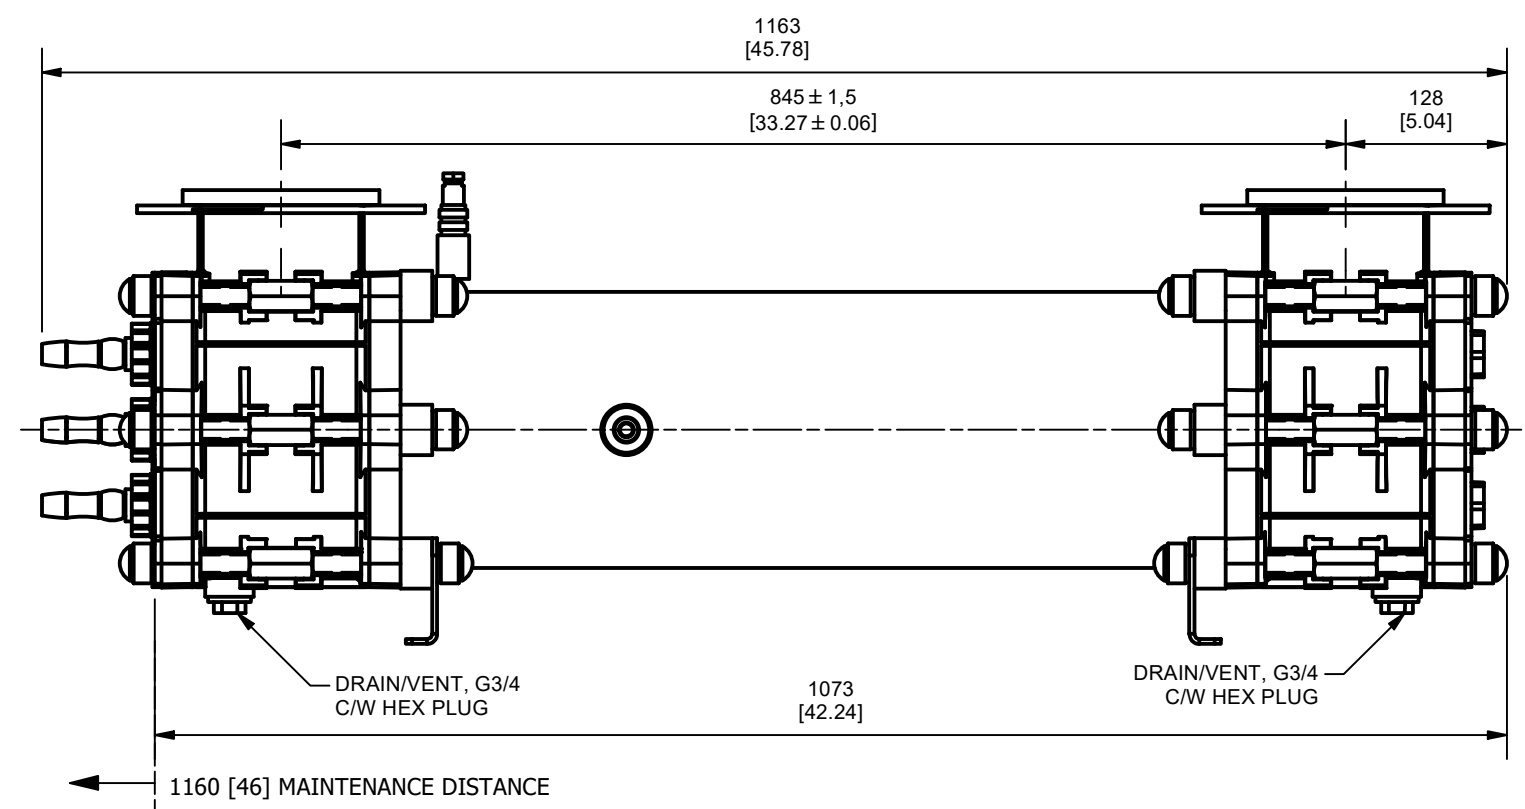 1163
[45.78]
845 ± 1,5
[33.27 ± 0.06]
128
[5.04]
DRAIN/VENT, G3/4
C/W HEX PLUG
DRAIN/VENT, G3/4
C/W HEX PLUG
1073
[42.24]
1160 [46] MAINTENANCE DISTANCE